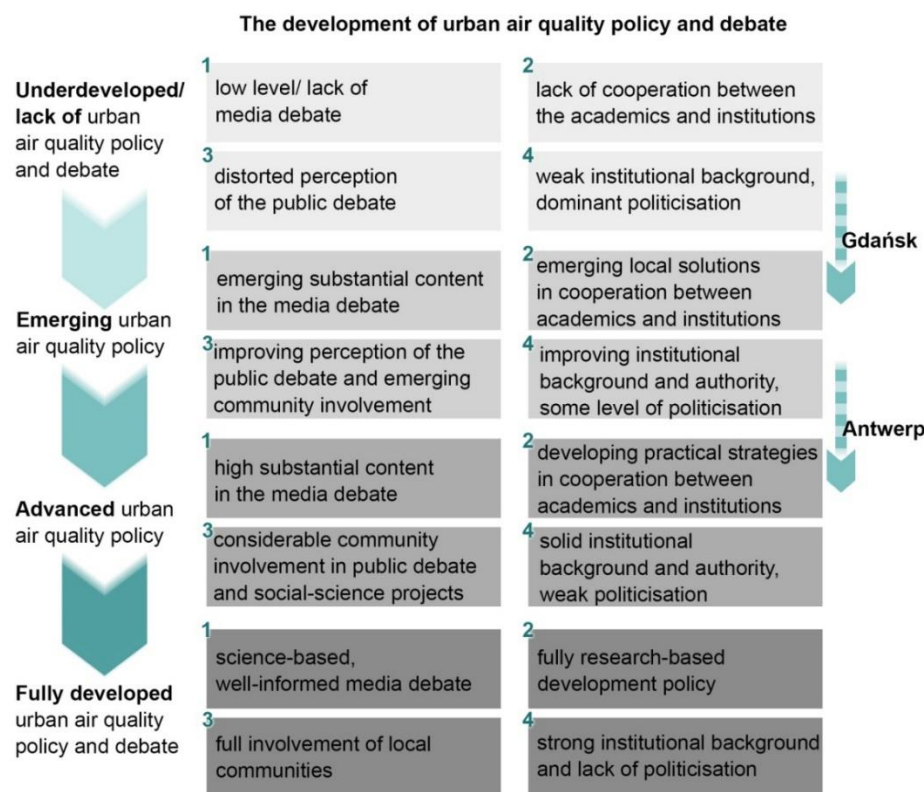 The development of urban air quality policy and debate
Underdeveloped/
lack of urban
air quality policy
and debate
1
low level/ lack of
media debate
2
lack of cooperation between
the academics and institutions
3
distorted perception
of the public debate
4
weak institutional background,
dominant politicisation
Gdańsk
Emerging urban
air quality policy
1
emerging substantial content
in the media debate
2
emerging local solutions
in cooperation between
academics and institutions
3
improving perception of the
public debate and emerging
community involvement
4
improving institutional
background and authority,
some level of politicisation
Antwerp
Advanced urban
air quality policy
1
high substantial content
in the media debate
2
developing practical strategies
in cooperation between
academics and institutions
3
considerable community
involvement in public debate
and social-science projects
4
solid institutional
background and authority,
weak politicisation
Fully developed
urban air quality
policy and debate
1
science-based,
well-informed media debate
2
fully research-based
development policy
3
full involvement of local
communities
4
strong institutional background
and lack of politicisation